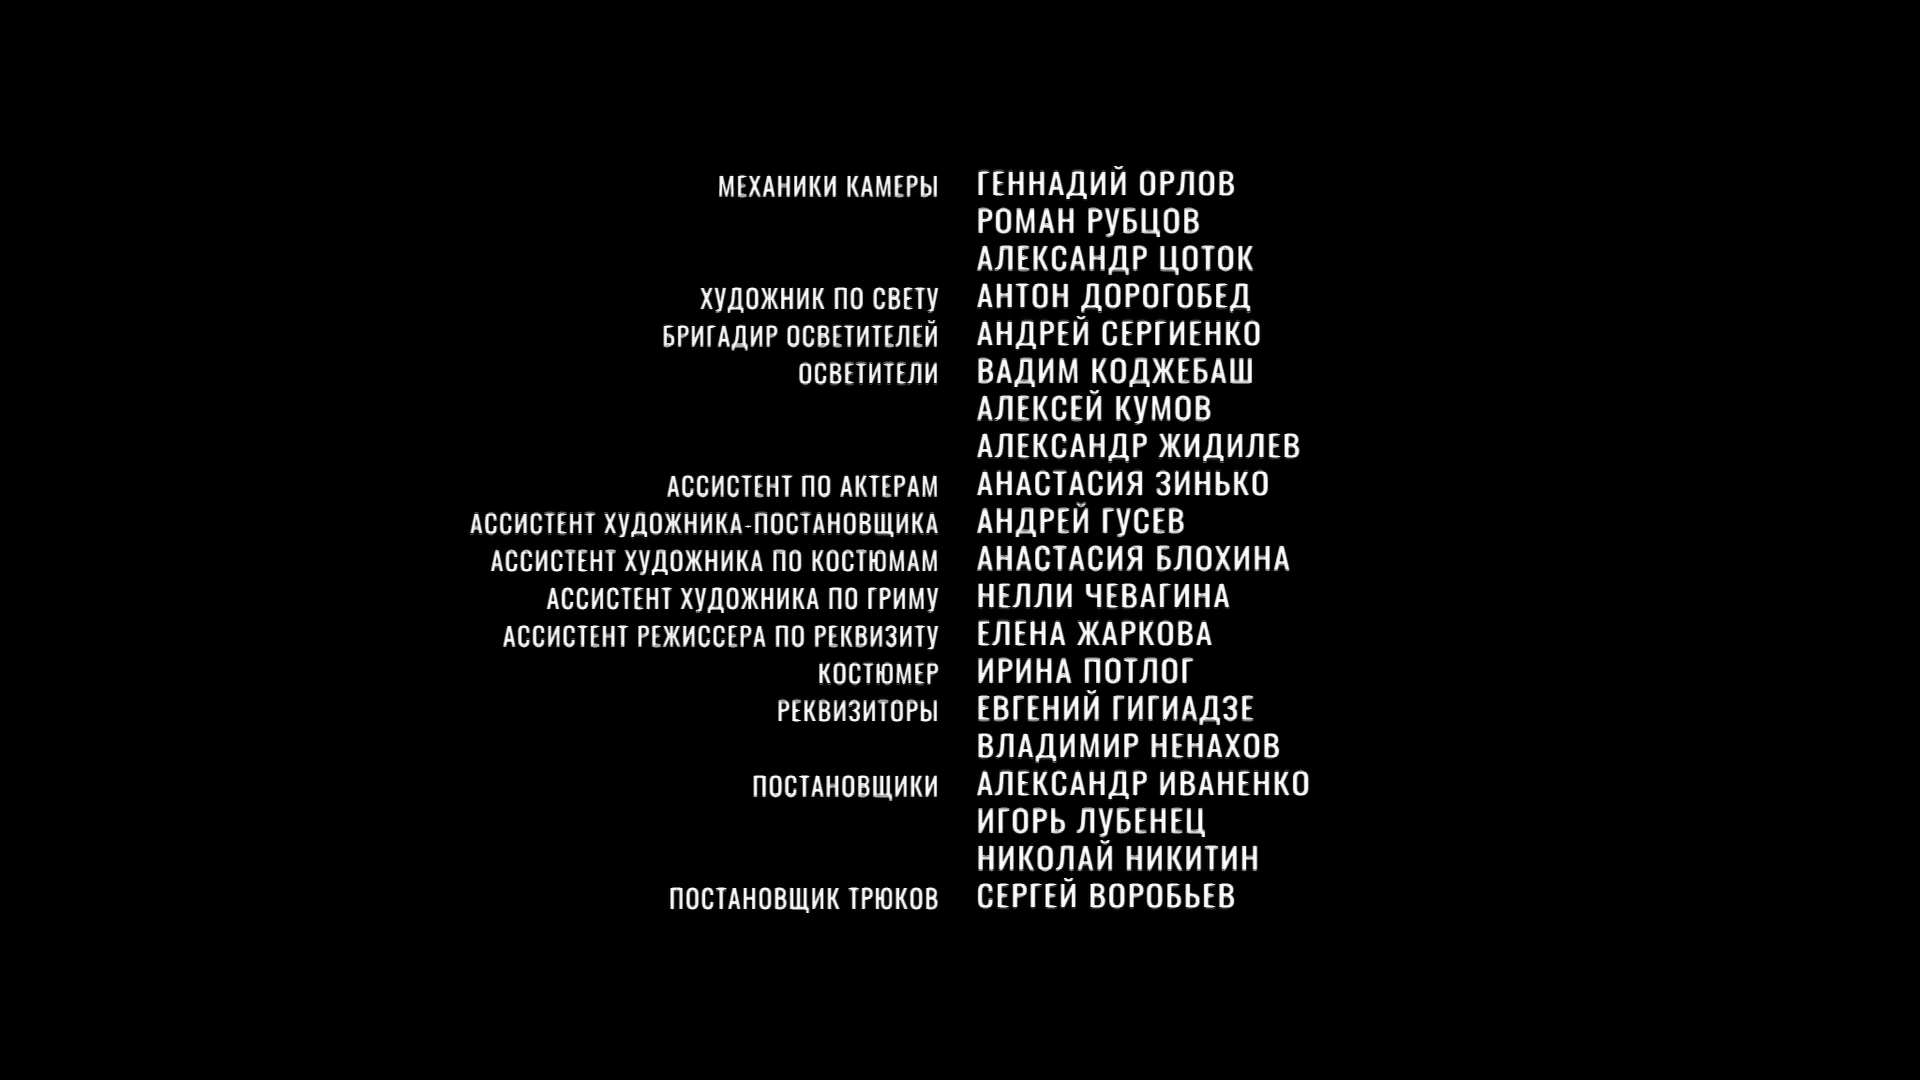 МЕХАНИКИ КАМЕРЫ ГЕННАДИЙ ОРЛОВ
РОМАН РУБЦОВ
АЛЕКСАНДР ЦОТОК
ХУДОЖНИК ПО СВЕТУ АНТОН ДОРОГОБЕД
БРИГАДИР ОСВЕТИТЕЛЕЙ АНДРЕЙ СЕРГИЕНКО
ОСВЕТИТЕЛИ ВАДИМ КОДЖЕБАШ
АЛЕКСЕЙ КУМОВ
АЛЕКСАНДР ЖИДИЛЕВ
АССИСТЕНТ ПО АКТЕРАМ АНАСТАСИЯ ЗИНЬКО
АССИСТЕНТ ХУДОЖНИКА-ПОСТАНОВЩИКА АНДРЕЙ ГУСЕВ
АССИСТЕНТ ХУДОЖНИКА ПО КОСТЮМАМ АНАСТАСИЯ БЛОХИНА
АССИСТЕНТ ХУДОЖНИКА ПО ГРИМУ НЕЛЛИ ЧЕВАГИНА
АССИСТЕНТ РЕЖИССЕРА ПО РЕКВИЗИТУ ЕЛЕНА ЖАРКОВА
КОСТЮМЕР ИРИНА ПОТЛОГ
РЕКВИЗИТОРЫ ЕВГЕНИЙ ГИГИАДЗЕ
ВЛАДИМИР НЕНАХОВ
ПОСТАНОВЩИКИ АЛЕКСАНДР ИВАНЕНКО
ИГОРЬ ЛУБЕНЕЦ
НИКОЛАЙ НИКИТИН
ПОСТАНОВЩИК ТРЮКОВ СЕРГЕЙ ВОРОБЬЕВ